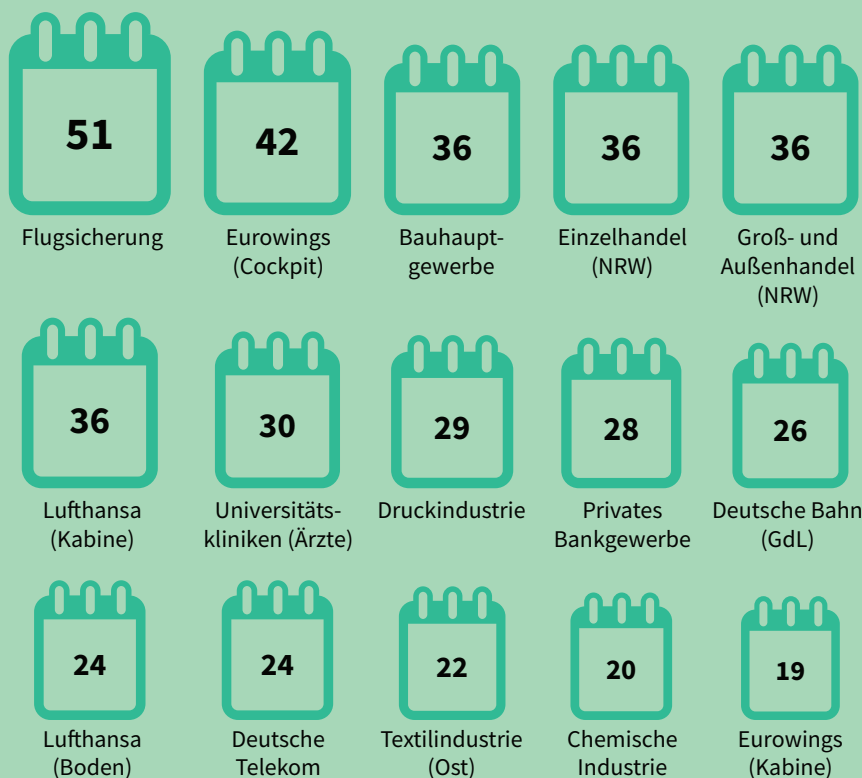 51
42
36
36
36
Flugsicherung
Eurowings
(Cockpit)
Bauhaupt-
gewerbe
Einzelhandel
(NRW)
Groß- und
Außenhandel
(NRW)
36
30
29
28
26
Lufthansa
(Kabine)
Universitäts-
kliniken (Ärzte)
Druckindustrie
Privates
Bankgewerbe
Deutsche Bahn
(GdL)
24
24
22
20
19
Lufthansa
(Boden)
Deutsche
Telekom
Textilindustrie
(Ost)
Chemische
Industrie
Eurowings
(Kabine)